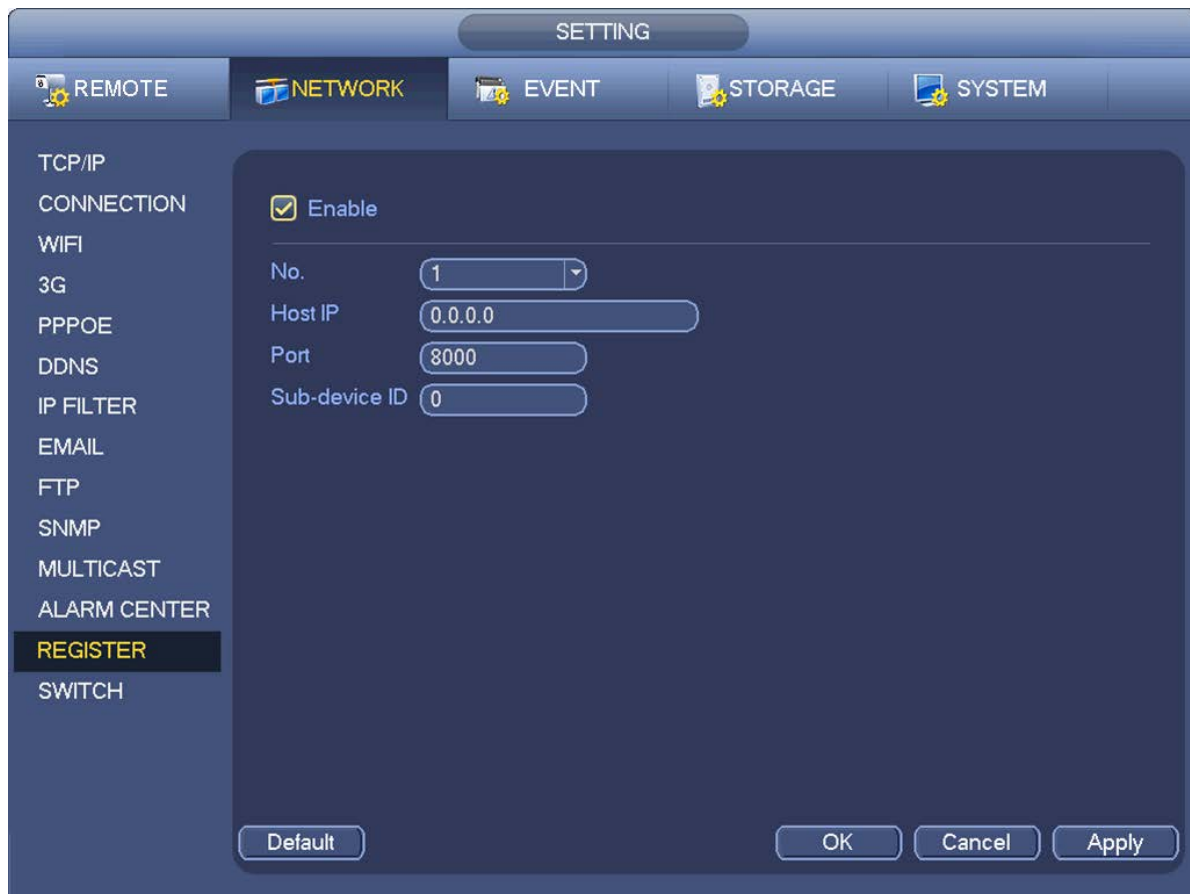 SETTING
REMOTE
NETWORK
EVENT
STORAGE
SYSTEM
TCP/IP
CONNECTION
WIFI
3G
PPPOE
DDNS
IP FILTER
EMAIL
FTP
SNMP
MULTICAST
ALARM CENTER
REGISTER
SWITCH
Enable
No. 1
Host IP 0.0.0.0
Port 8000
Sub-device ID 0
Default
OK
Cancel
Apply